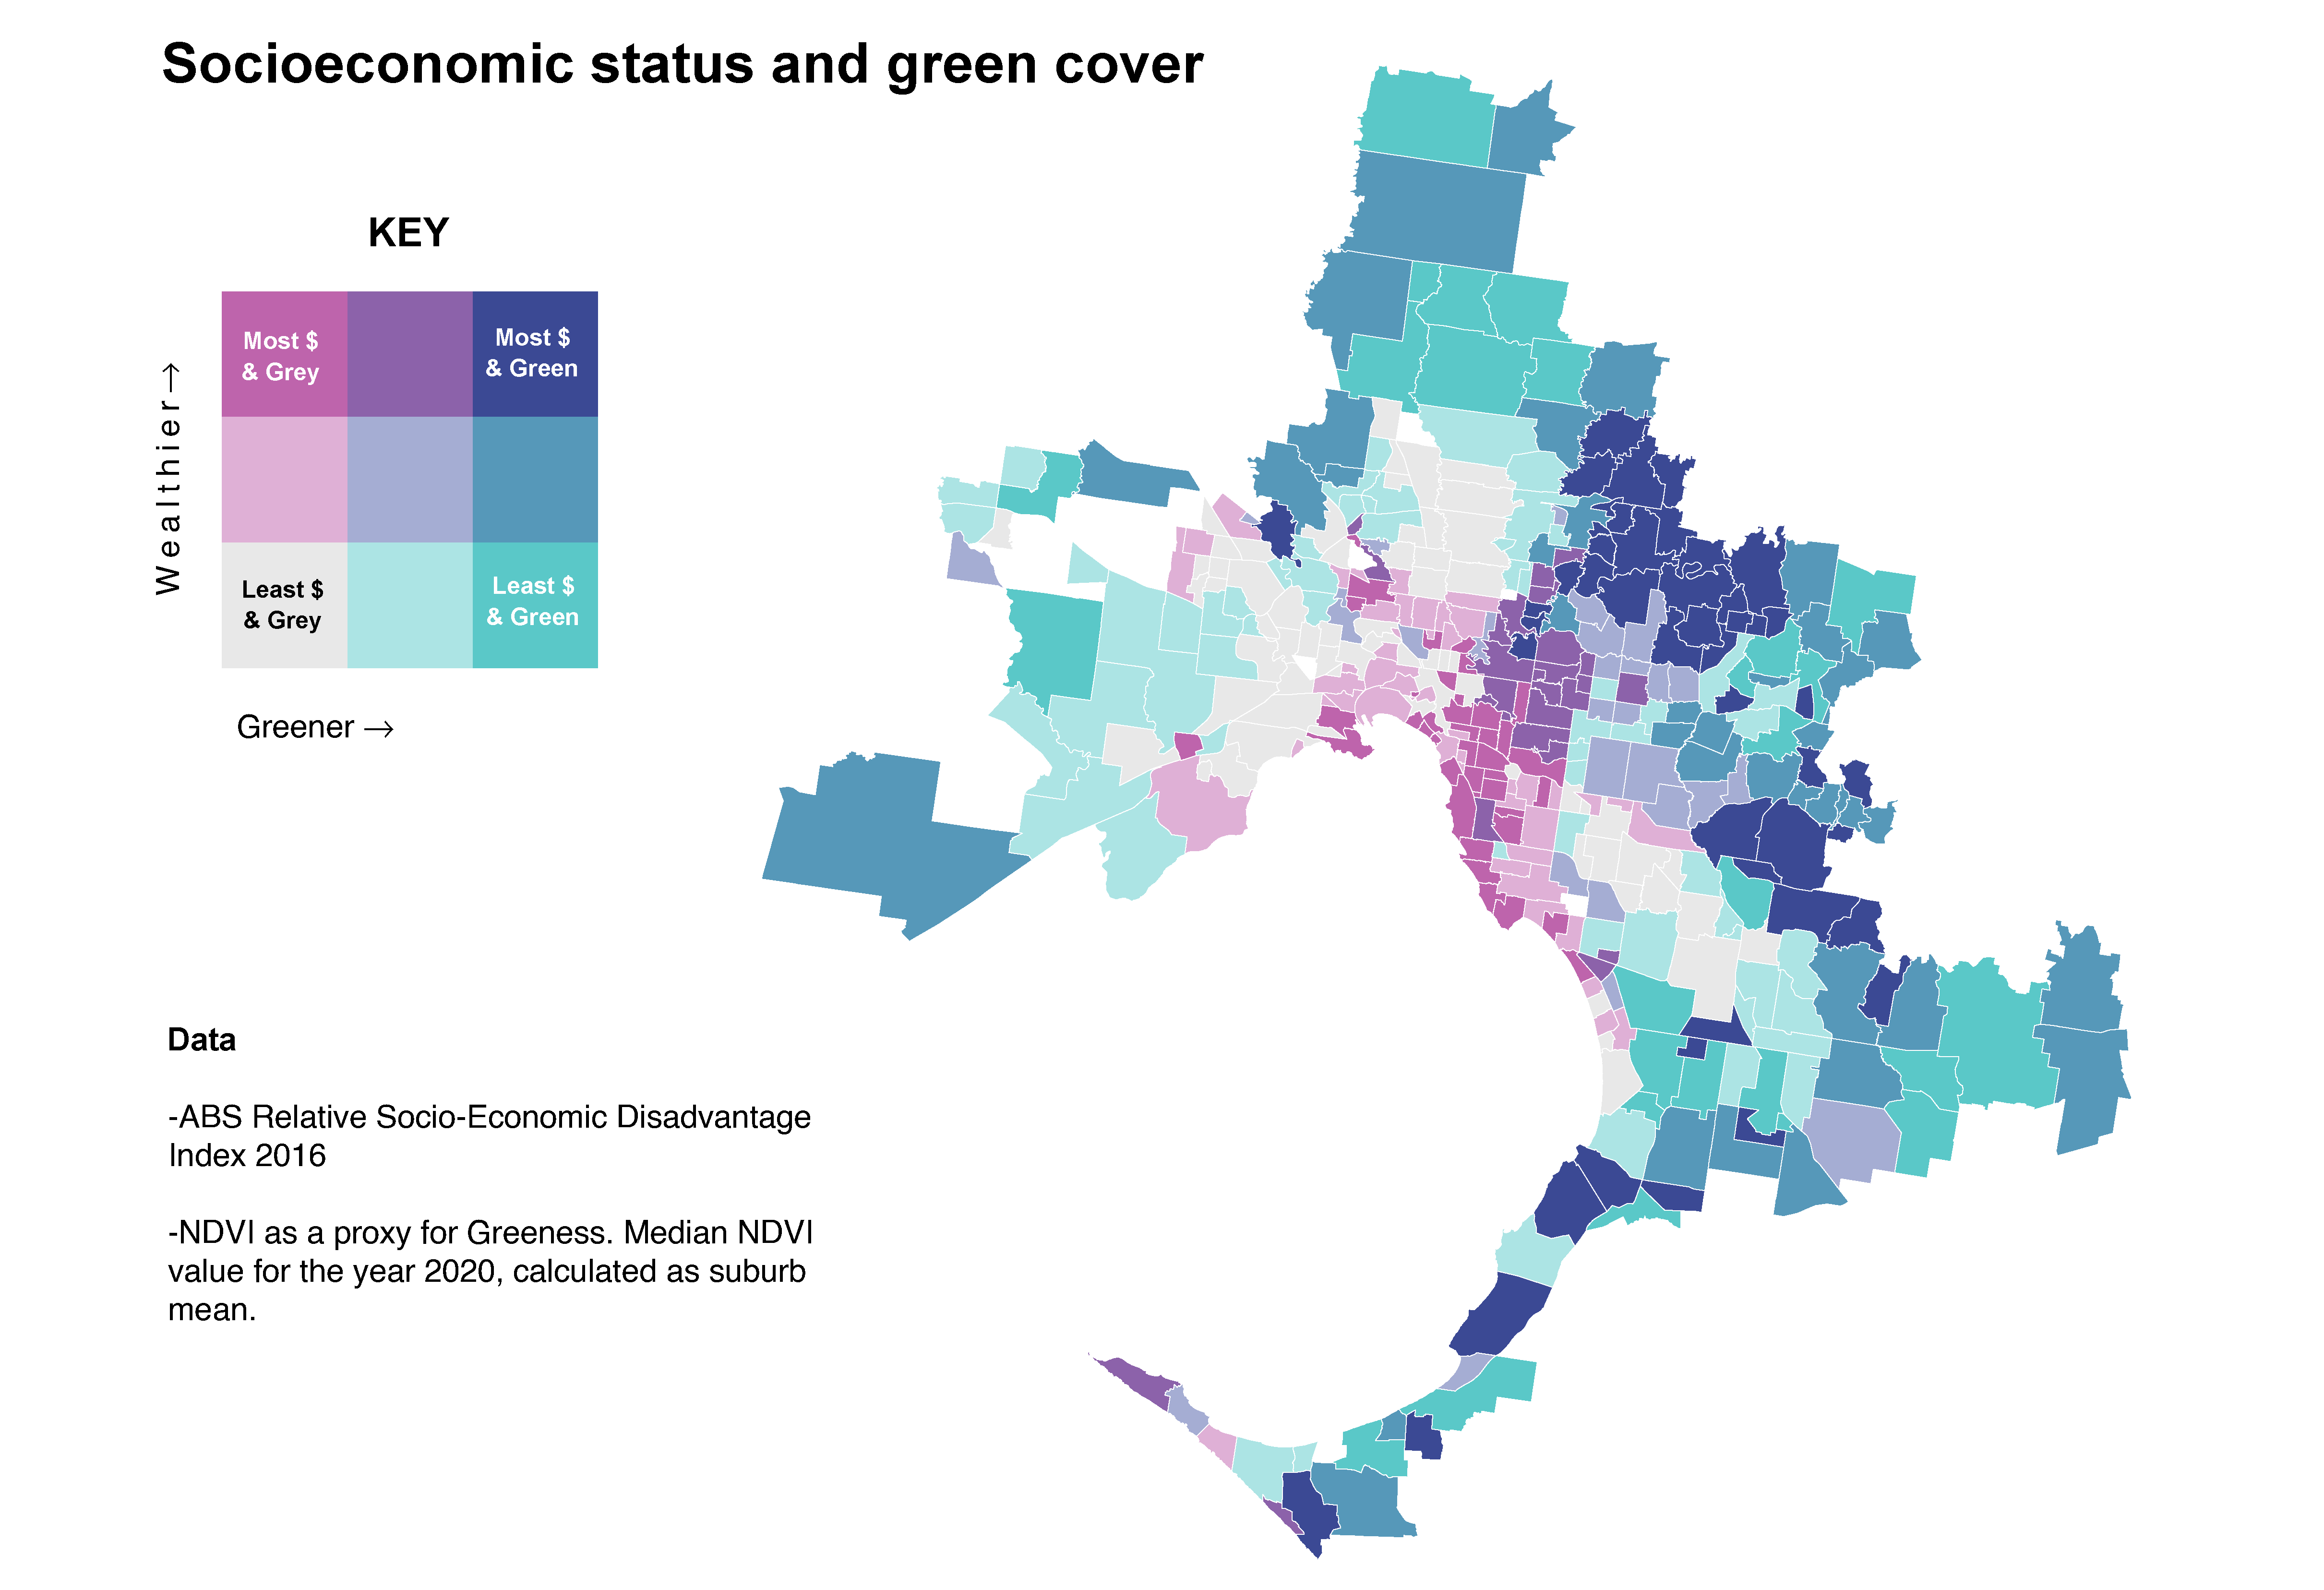 Socioeconomic status and green cover
KEY
Most $
& Grey
Most $
& Green
Wealthier→
Least $
& Grey
Least $
& Green
Greener →
Data
-ABS Relative Socio-Economic Disadvantage
Index 2016
-NDVI as a proxy for Greeness. Median NDVI
value for the year 2020, calculated as suburb
mean.